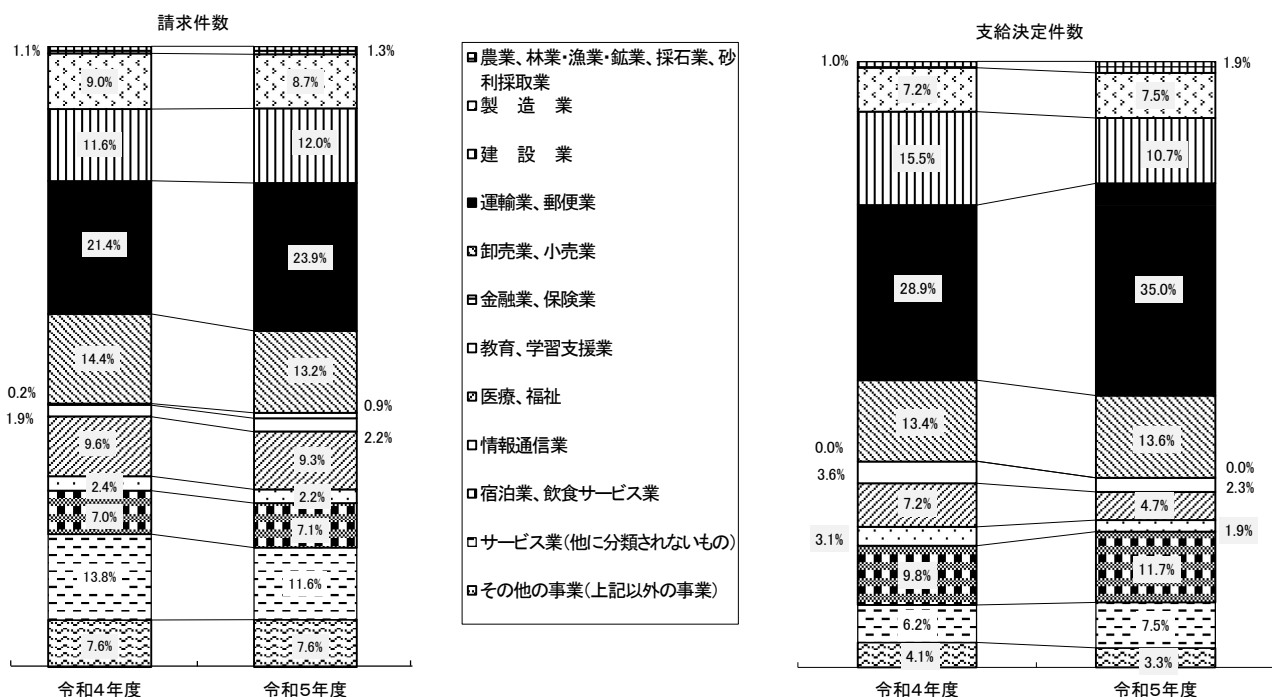 請求件数
1.1%
1.3%
9.0%
8.7%
11.6%
12.0%
21.4%
23.9%
14.4%
13.2%
0.2%
0.9%
1.9%
2.2%
9.6%
9.3%
2.4%
2.2%
7.0%
7.1%
13.8%
11.6%
7.6%
7.6%
令和4年度
令和5年度
農業、林業・漁業・鉱業、採石業、砂
利採取業
製 造 業
建 設 業
運輸業、郵便業
卸売業、小売業
金融業、保険業
教育、学習支援業
医療、福祉
情報通信業
宿泊業、飲食サービス業
サービス業(他に分類されないもの)
その他の事業(上記以外の事業)
支給決定件数
1.0%
1.9%
7.2%
7.5%
15.5%
10.7%
28.9%
35.0%
13.4%
13.6%
0.0%
0.0%
3.6%
2.3%
7.2%
4.7%
3.1%
1.9%
9.8%
11.7%
6.2%
7.5%
4.1%
3.3%
令和4年度
令和5年度